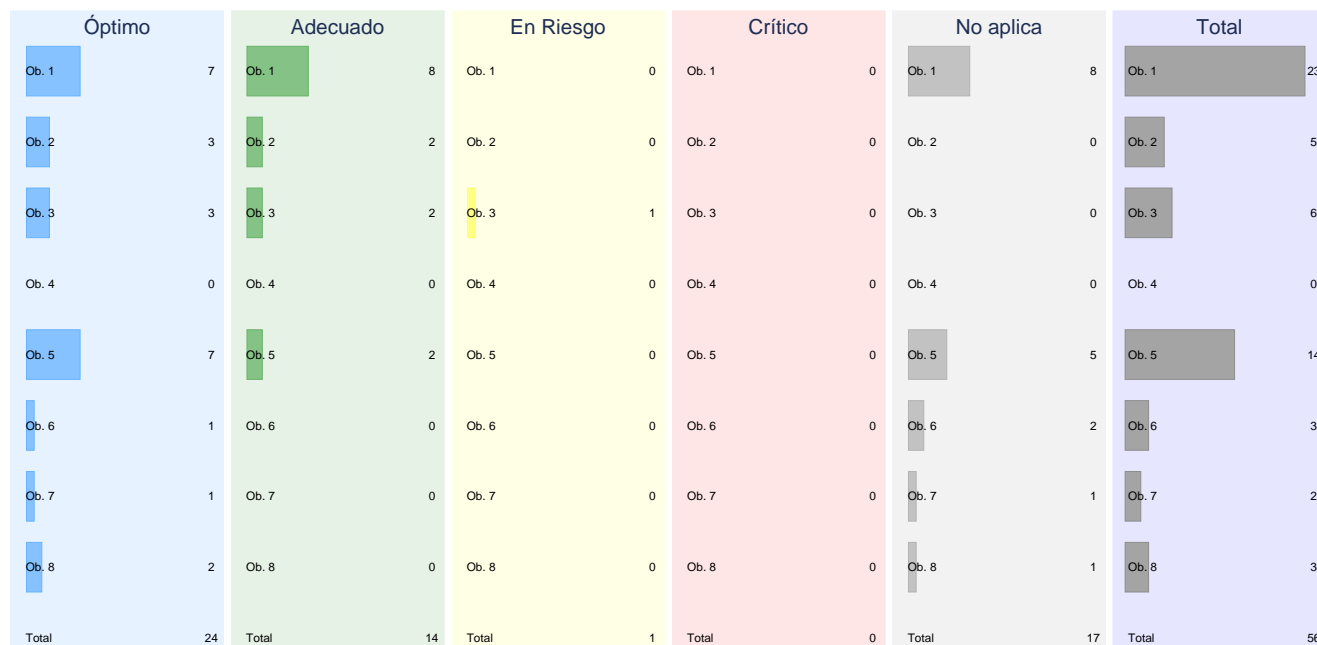 Óptimo Adecuado En Riesgo Crítico No aplica Total
Ob. 1 7 Ob. 1 8 Ob. 1 0 Ob. 1 0 Ob. 1 8 Ob. 1 23
Ob. 2 3 Ob. 2 2 Ob. 2 0 Ob. 2 0 Ob. 2 0 Ob. 2 5
Ob. 3 3 Ob. 3 2 Ob. 3 1 Ob. 3 0 Ob. 3 0 Ob. 3 6
Ob. 4 0 Ob. 4 0 Ob. 4 0 Ob. 4 0 Ob. 4 0 Ob. 4 0
Ob. 5 7 Ob. 5 2 Ob. 5 0 Ob. 5 0 Ob. 5 5 Ob. 5 14
Ob. 6 1 Ob. 6 0 Ob. 6 0 Ob. 6 0 Ob. 6 2 Ob. 6 3
Ob. 7 1 Ob. 7 0 Ob. 7 0 Ob. 7 0 Ob. 7 1 Ob. 7 2
Ob. 8 2 Ob. 8 0 Ob. 8 0 Ob. 8 0 Ob. 8 1 Ob. 8 3
Total 24 Total 14 Total 1 Total 0 Total 17 Total 56